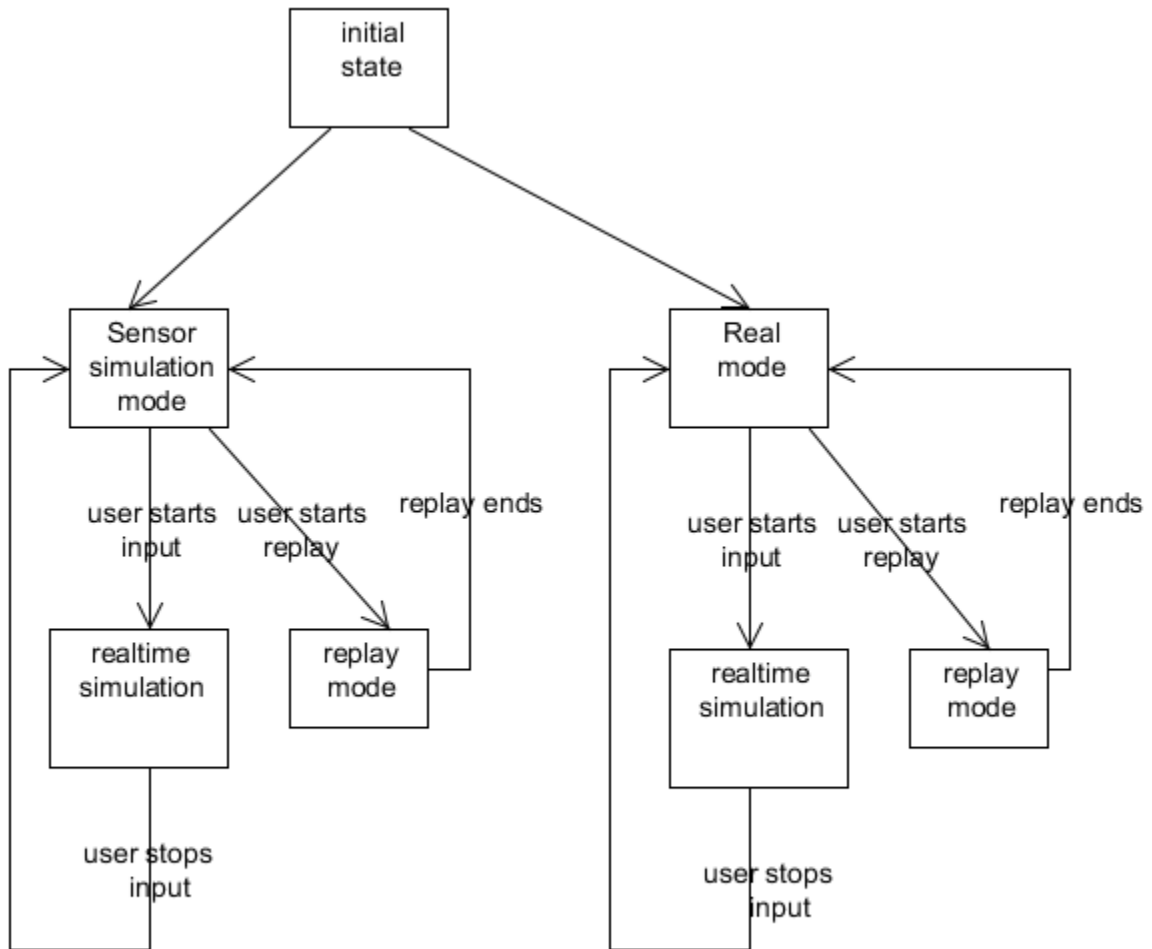 initial
state
Sensor
simulation
mode
Real
mode
user starts
input
user starts
replay
replay ends
user starts
input
user starts
replay
replay ends
realtime
simulation
replay
mode
realtime
simulation
replay
mode
user stops
input
user stops
input